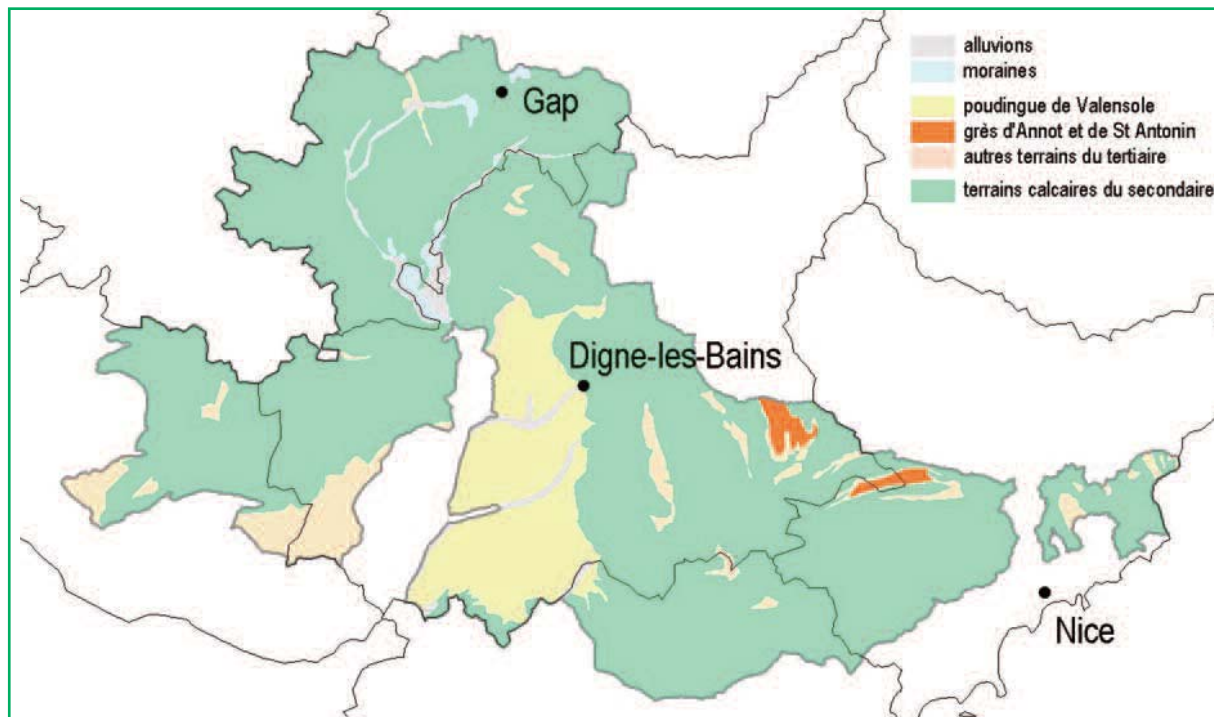 alluvions
moraines
Gap
poudingue de Valensole
grès d'Annot et de St Antonin
autres terrains du tertiaire
terrains calcaires du secondaire
Digne-les-Bains
Nice